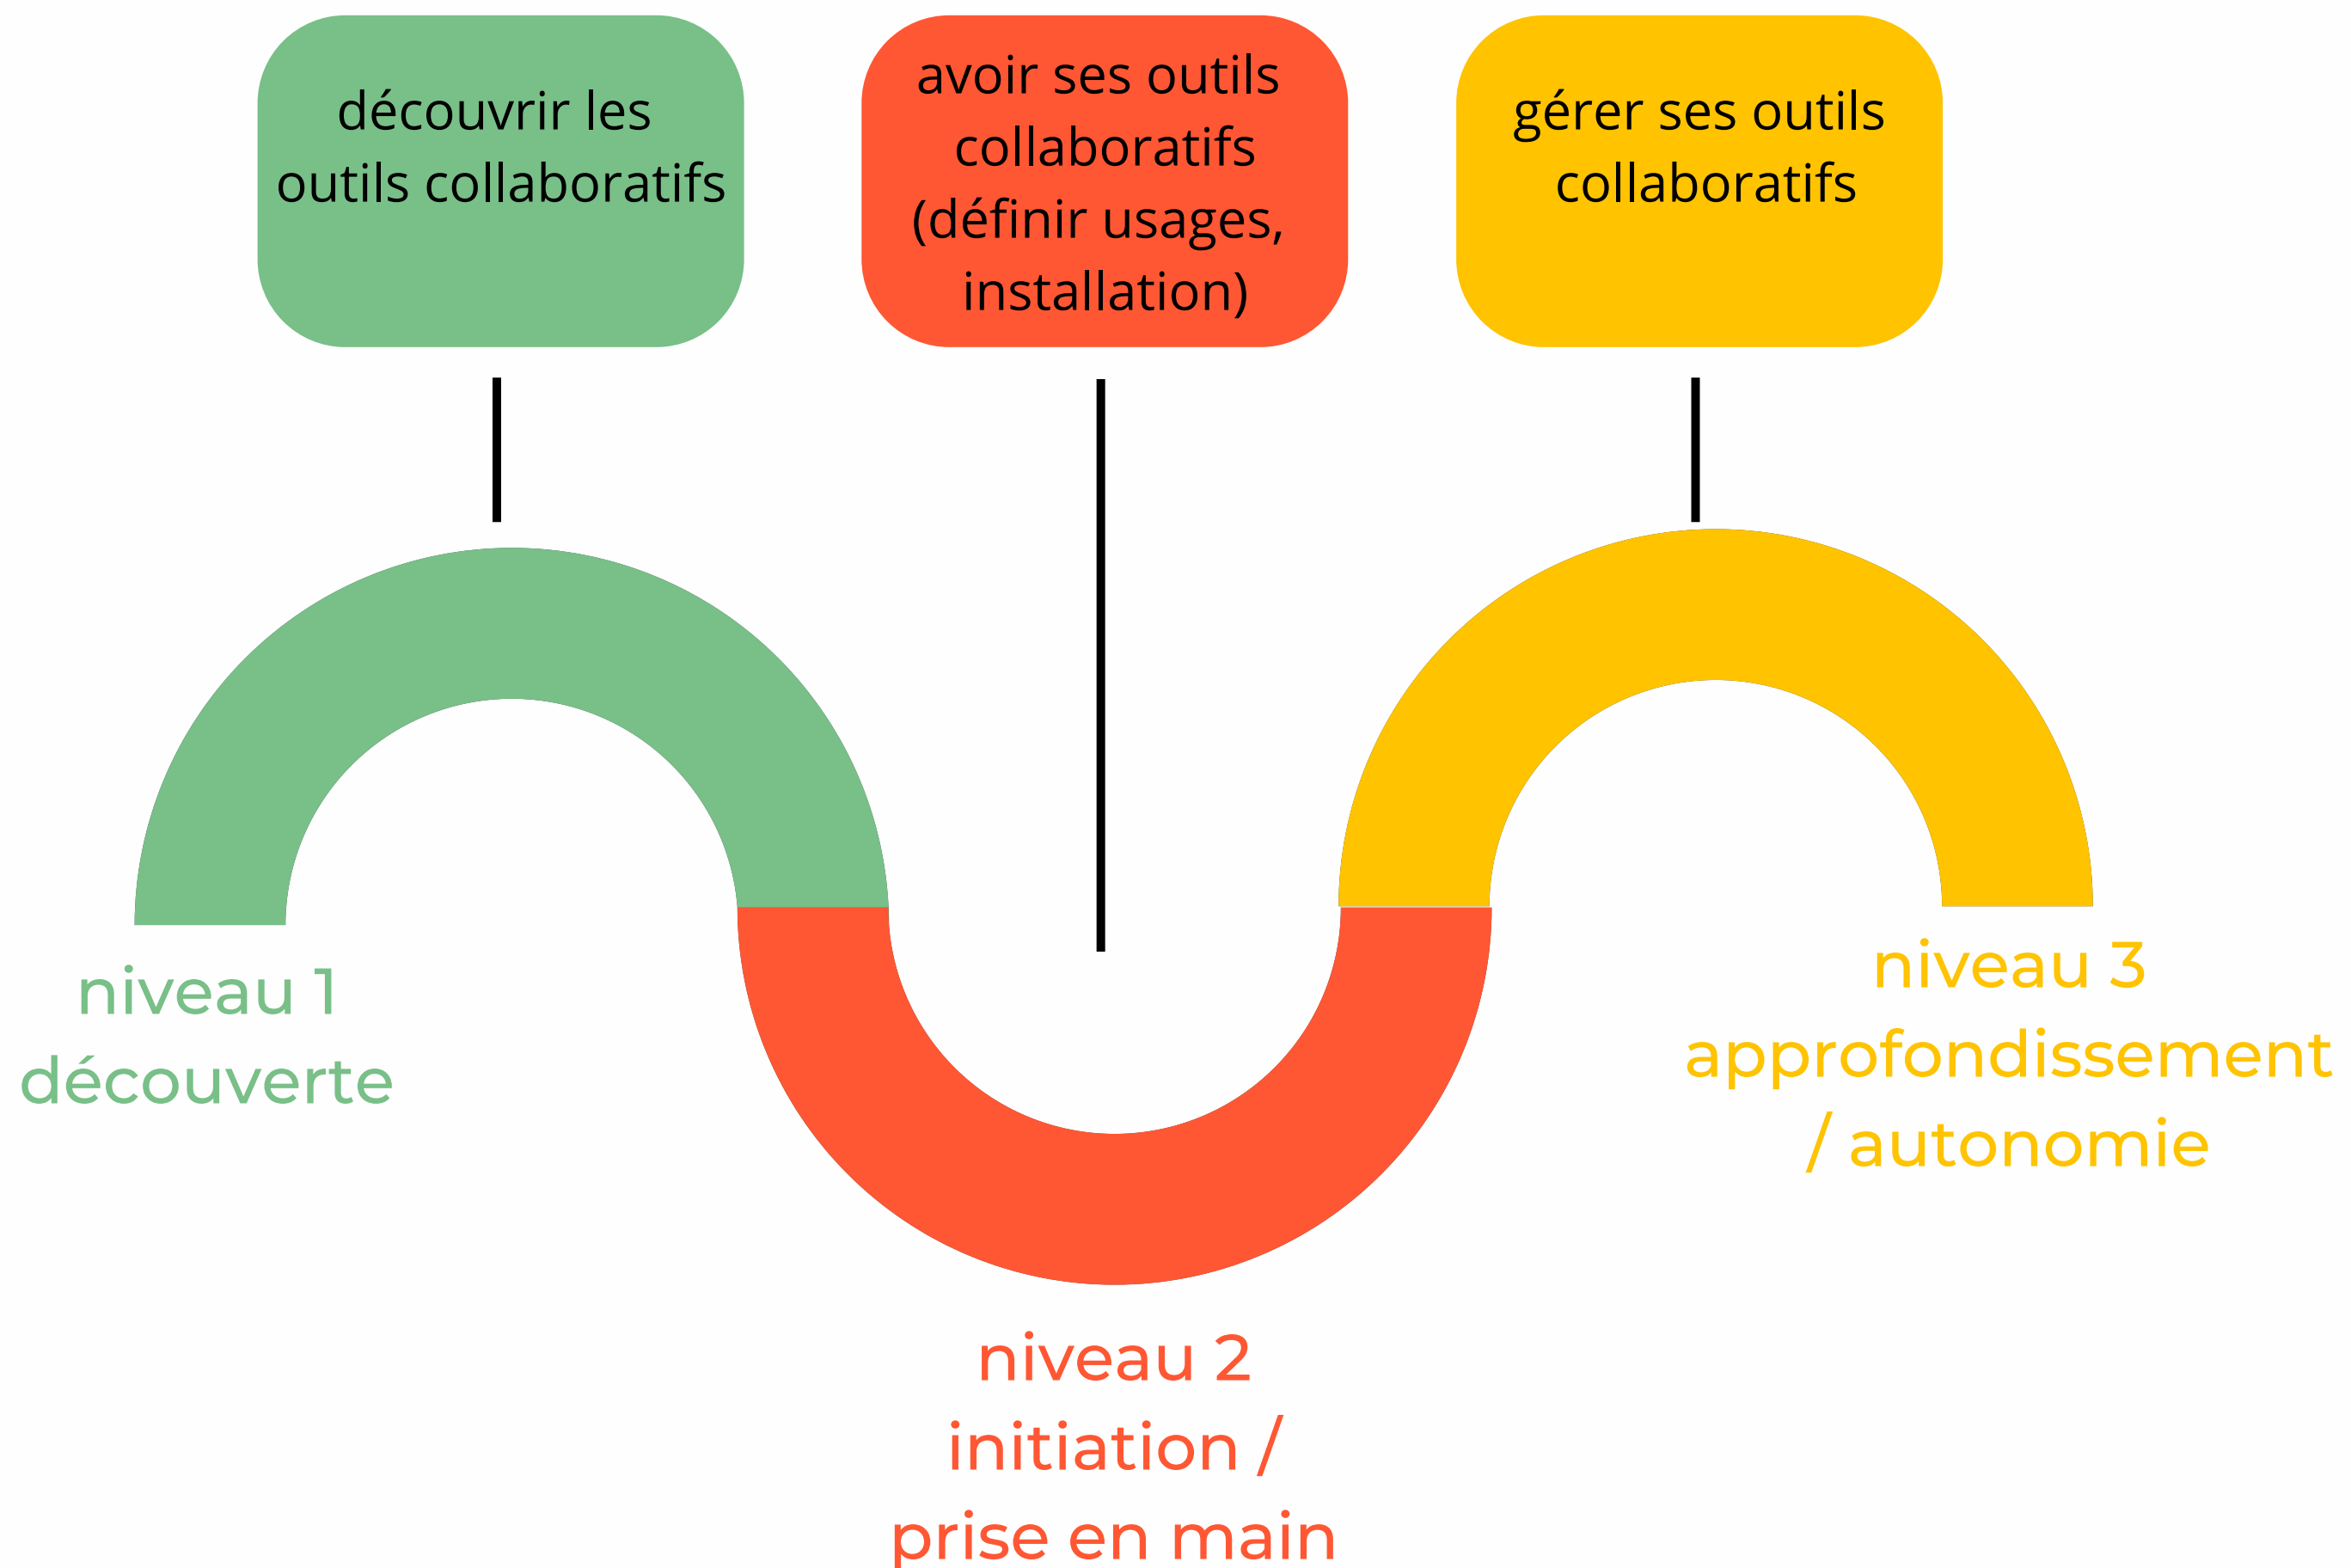 découvrir les
outils collaboratifs
avoir ses outils
collaboratifs
(définir usages,
installation)
gérer ses outils
collaboratifs
niveau 1
découverte
niveau 2
initiation /
prise en main
niveau 3
approfondissement
/ autonomie